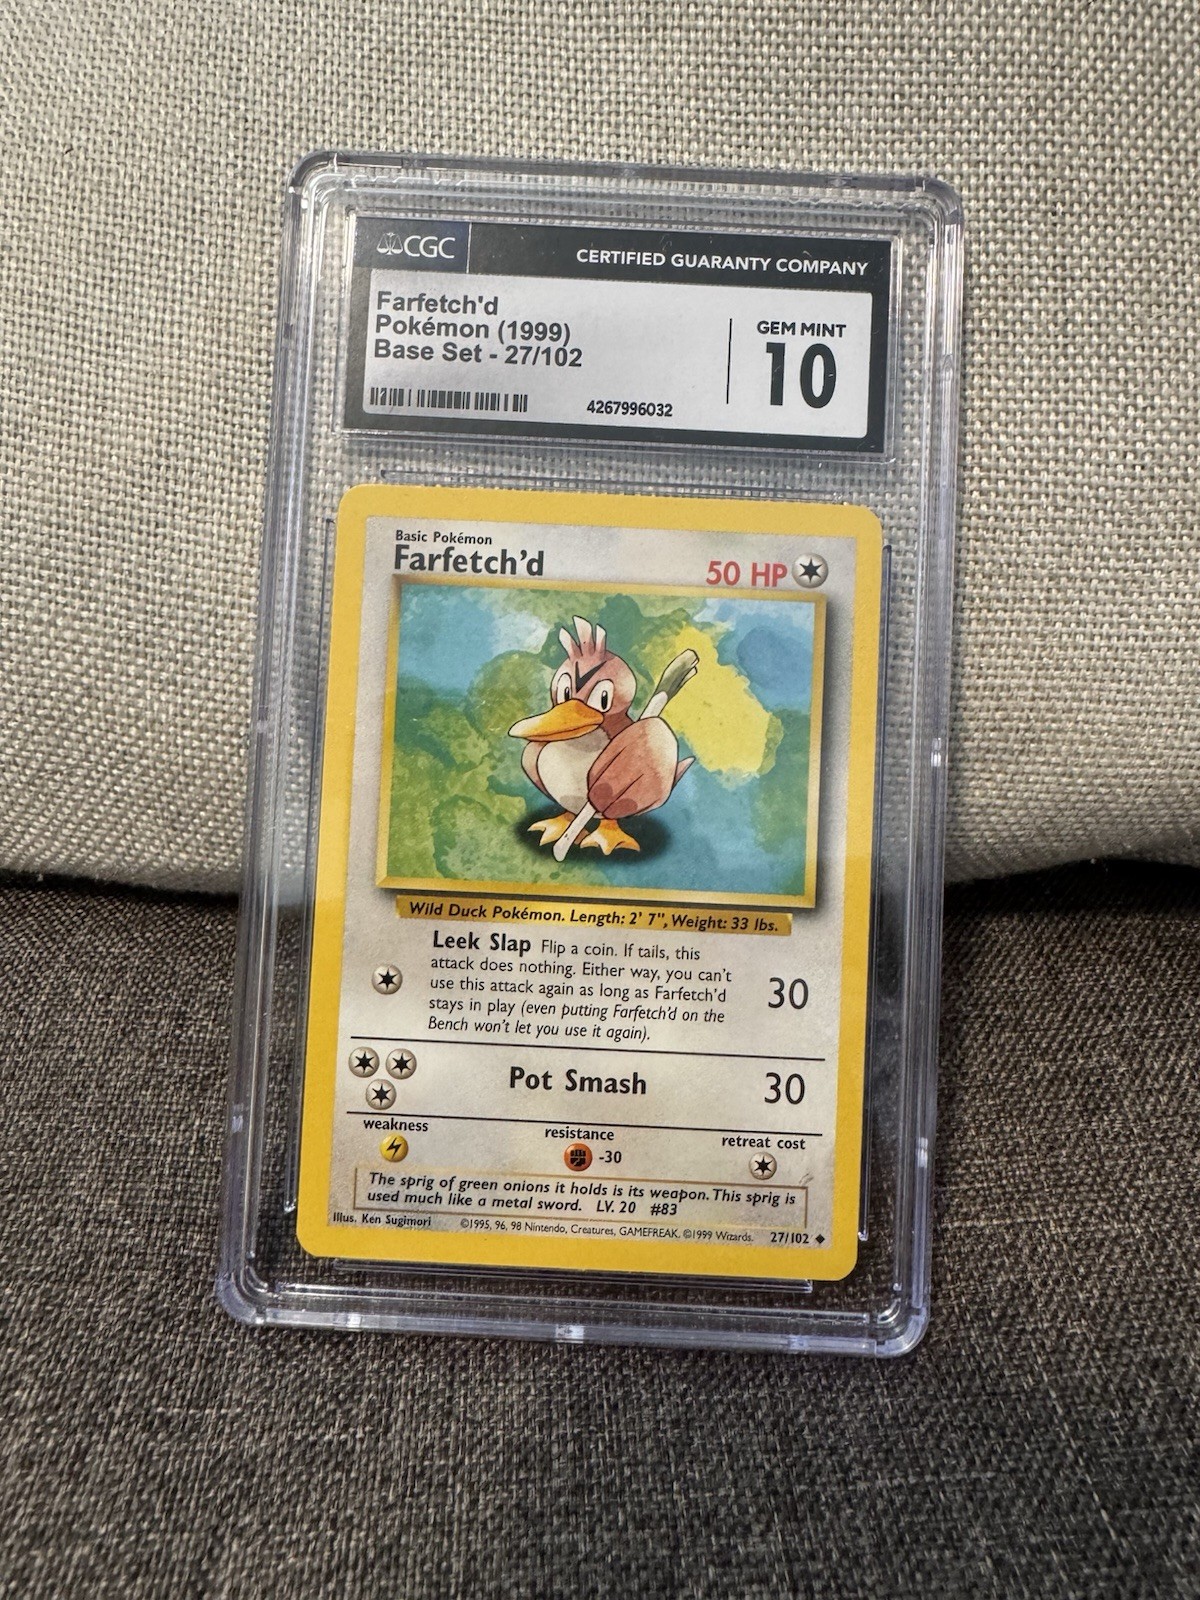 CGC
CERTIFIED GUARANTY COMPANY
Farfetch'd
Pokémon (1999)
Base Set - 27/102
GEM MINT
10
4267996032
Basic Pokémon
Farfetch'd
50 HP
Wild Duck Pokémon. Length: 2' 7", Weight: 33 lbs.
Leek Slap Flip a coin. If tails, this
attack does nothing. Either way, you can't
use this attack again as long as Farfetch'd
stays in play (even putting Farfetch'd on the
Bench won't let you use it again).
30
Pot Smash
30
weakness
resistance
-30
retreat cost
The sprig of green onions it holds is its weapon. This sprig is
used much like a metal sword. LV. 20 #83
Illus. Ken Sugimori ©1995, 96, 98 Nintendo, Creatures, GAMEFREAK. ©1999 Wizards. 27/102 ◆